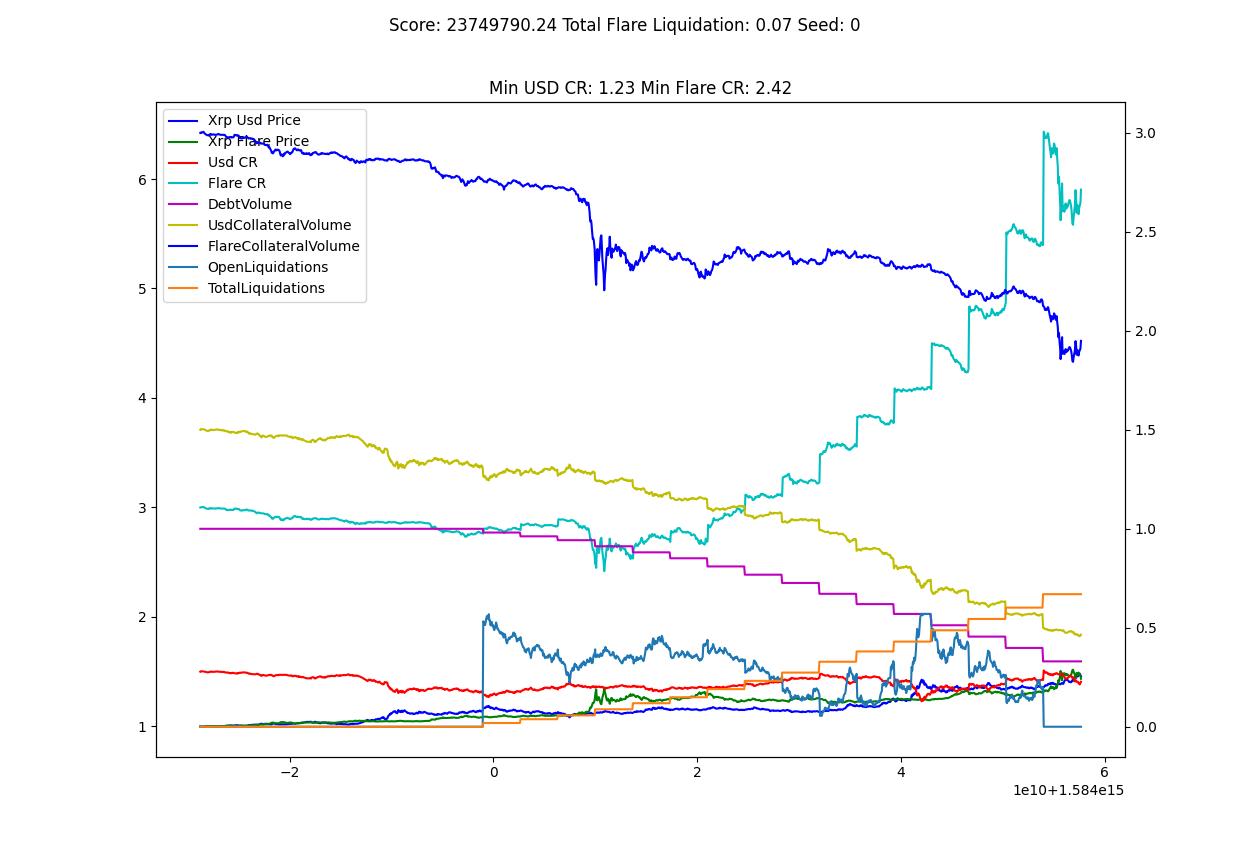 Score: 23749790.24 Total Flare Liquidation: 0.07 Seed: 0
Min USD CR: 1.23 Min Flare CR: 2.42
Xrp Usd Price
Xrp Flare Price
Usd CR
Flare CR
DebtVolume
UsdCollateralVolume
FlareCollateralVolume
OpenLiquidations
TotalLiquidations
6
5
4
3
2
1
3.0
2.5
2.0
1.5
1.0
0.5
0.0
−2
0
2
4
6
1e10+1.584e15